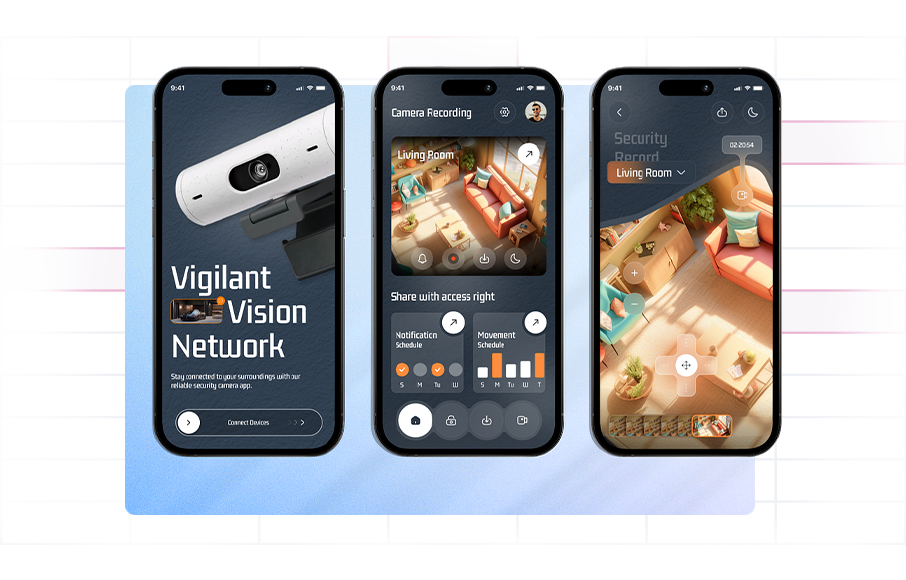 9:41
Vigilant
Vision
Network
Stay connected to your surroundings with our
reliable security camera app.
Connect Devices
9:41
Camera Recording
Living Room
Share with access right
Notification
Schedule
S M Tu W
Movement
Schedule
S M Tu W T
9:41
Security
Record
02:20:54
Living Room